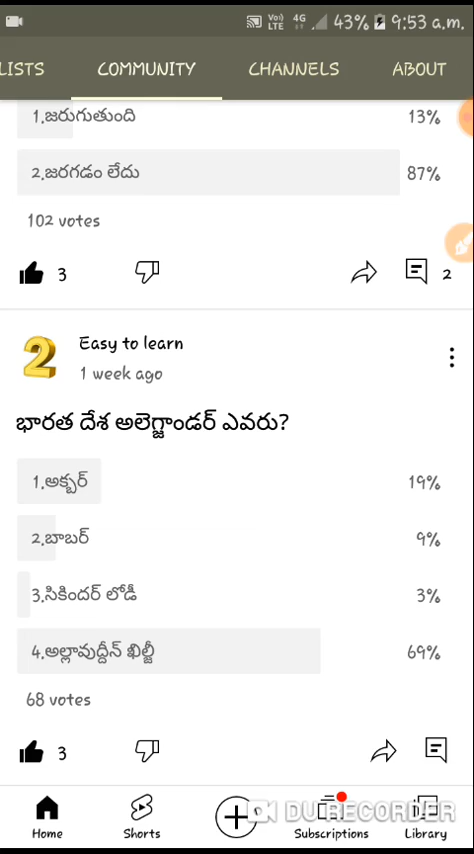 Voi) LTE 4G 43% 9:53 a.m.
LISTS COMMUNITY CHANNELS ABOUT
1.జరుగుతుంది 13%
2.జరగడం లేదు 87%
102 votes
3 2
Easy to learn
1 week ago
భారత దేశ అలెగ్జాండర్ ఎవరు?
1.అక్బర్ 19%
2.బాబర్ 9%
3.సికిందర్ లోడీ 3%
4.అల్లావుద్దీన్ ఖిల్జీ 69%
68 votes
3
DU RECORDER
Home Shorts Subscriptions Library